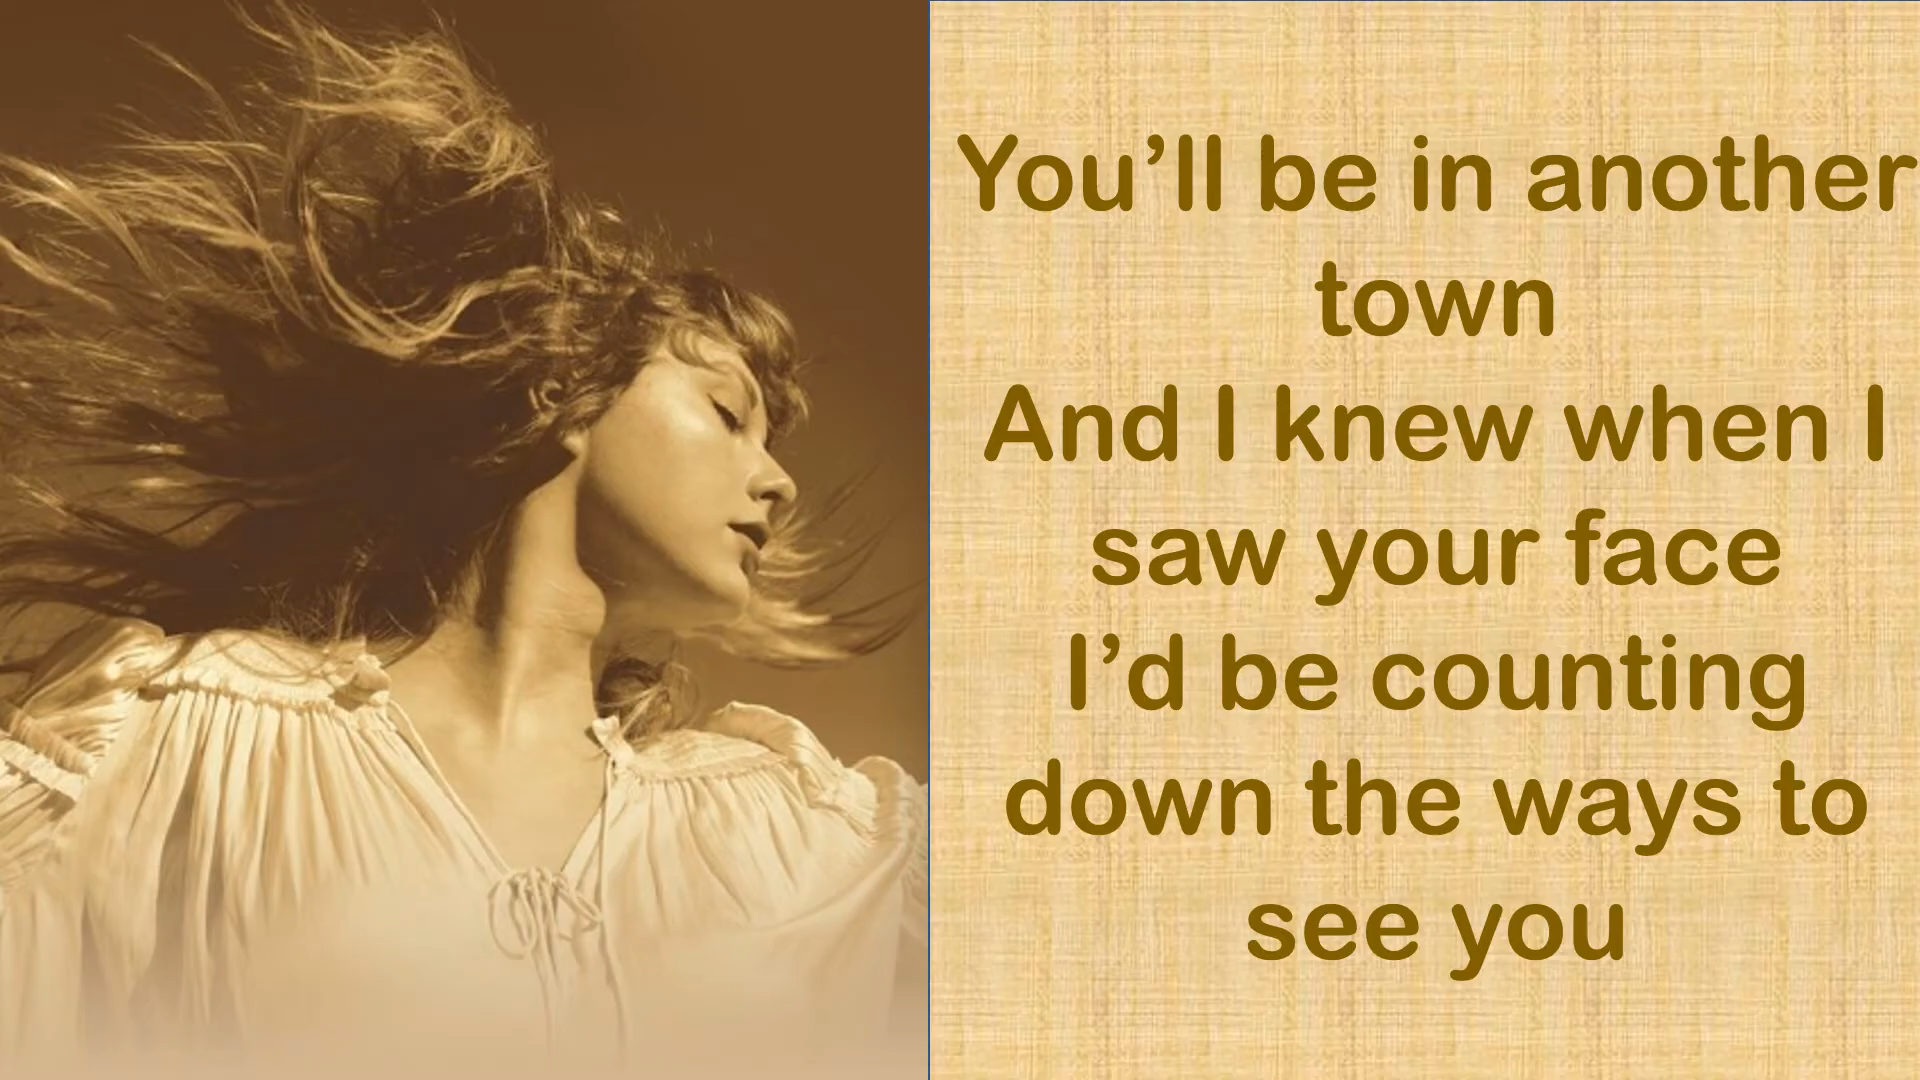 You’ll be in another
town
And I knew when I
saw your face
I’d be counting
down the ways to
see you